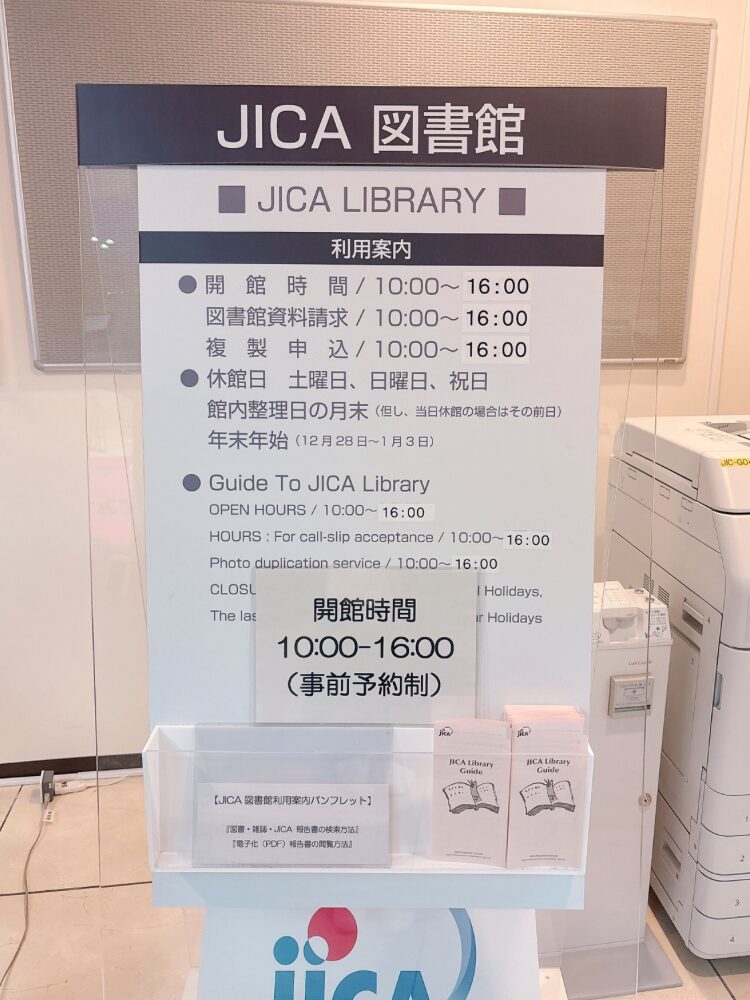 JICA 図書館
■ JICA LIBRARY ■
利用案内
● 開館時間 / 10:00～ 16:00
図書館資料請求 / 10:00～ 16:00
複製申込 / 10:00～ 16:00
● 休館日 土曜日、日曜日、祝日
館内整理日の月末（但し、当日休館の場合はその前日）
年末年始（12月28日～1月3日）
● Guide To JICA Library
OPEN HOURS / 10:00～ 16:00
HOURS : For call-slip acceptance / 10:00～ 16:00
Photo duplication service / 10:00～ 16:00
Holidays,
Holidays
開館時間
10:00-16:00
（事前予約制）
【JICA 図書館利用案内パンフレット】
『図書・雑誌・JICA 報告書の検索方法』
『電子化（PDF）報告書の閲覧方法』
JICA
JICA Library
Guide
JICA
JICA Library
Guide
jica